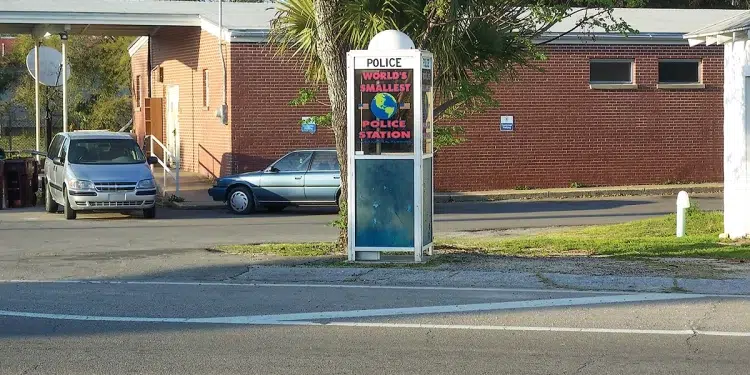 POLICE
WORLD'S
SMALLEST
POLICE
STATION